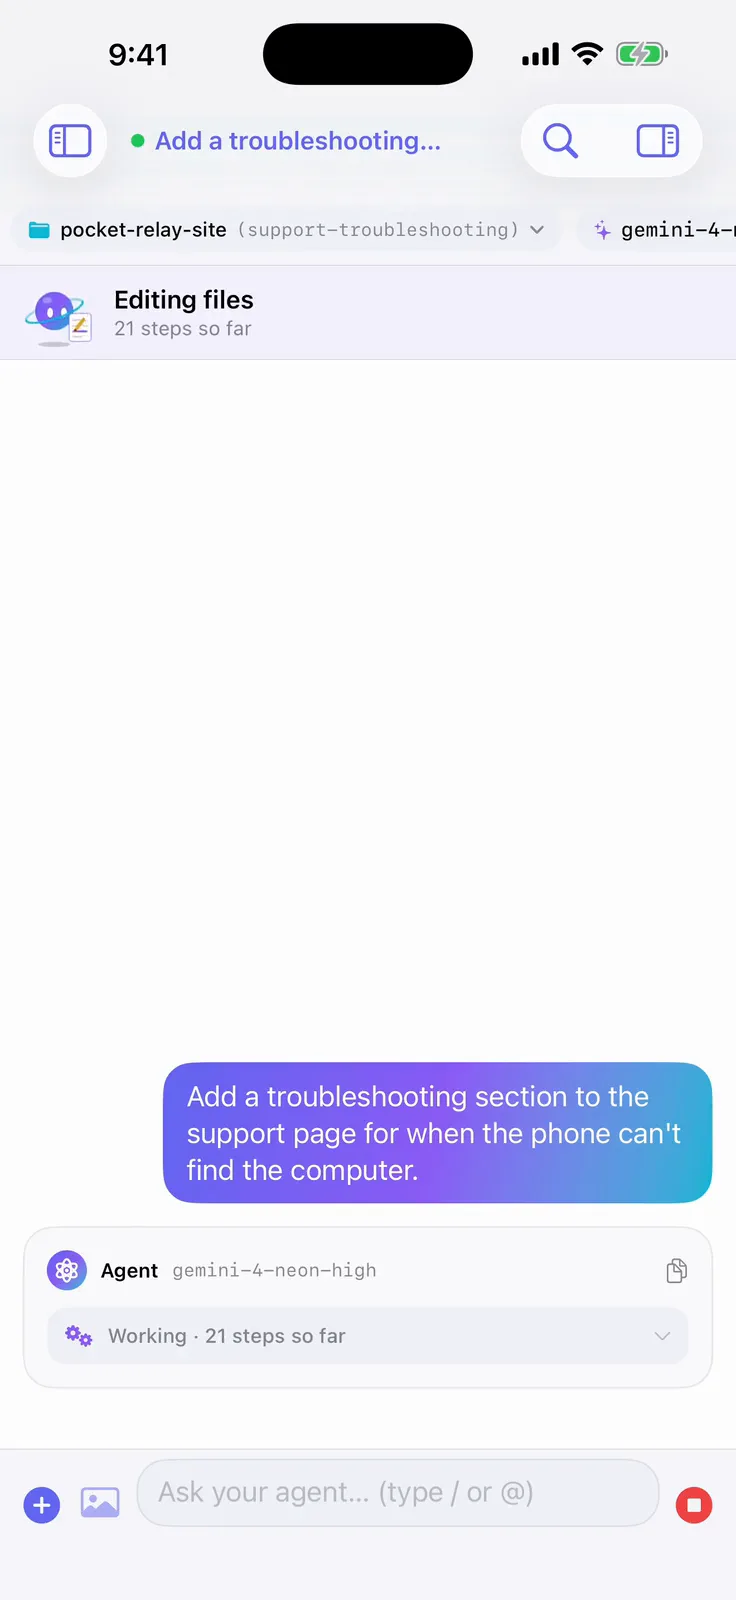 9:41
Add a troubleshooting...
pocket-relay-site (support-troubleshooting)
gemini-4-
Editing files
21 steps so far
Add a troubleshooting section to the
support page for when the phone can't
find the computer.
Agent gemini-4-neon-high
Working · 21 steps so far
Ask your agent... (type / or @)